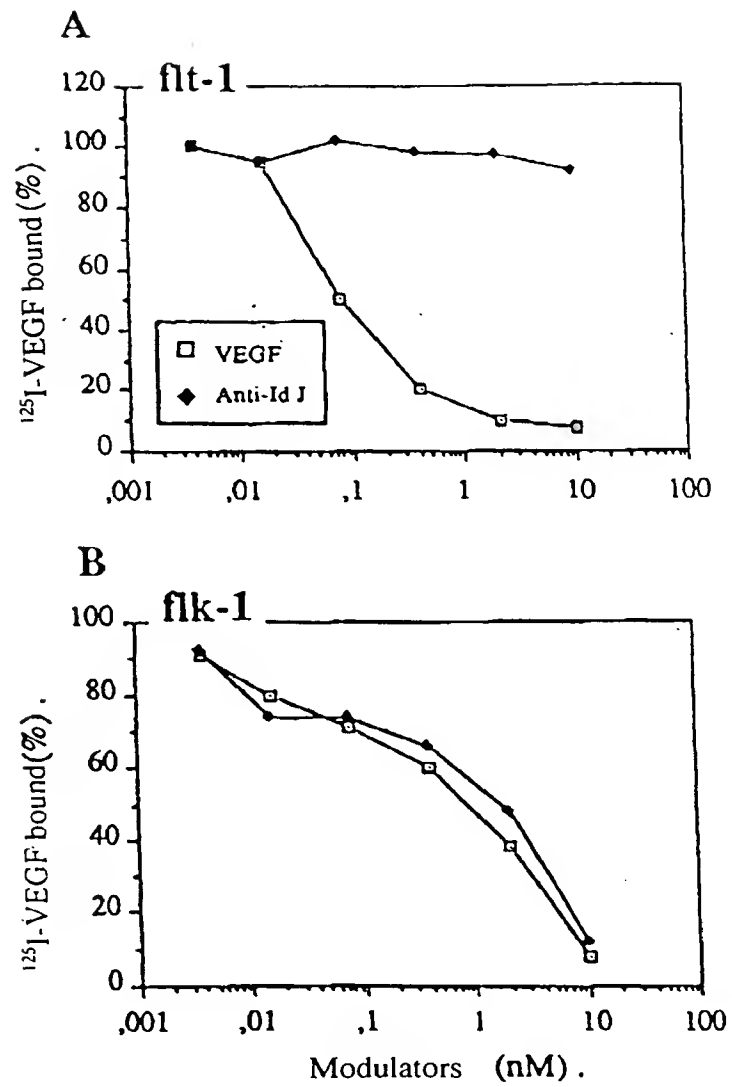 A
flt-1
120
100
80
60
40
20
0
¹²⁵I-VEGF bound (%) .
VEGF
Anti-Id J
,001 ,01 ,1 1 10 100
B
flk-1
100
80
60
40
20
0
¹²⁵I-VEGF bound (%) .
,001 ,01 ,1 1 10 100
Modulators (nM) .